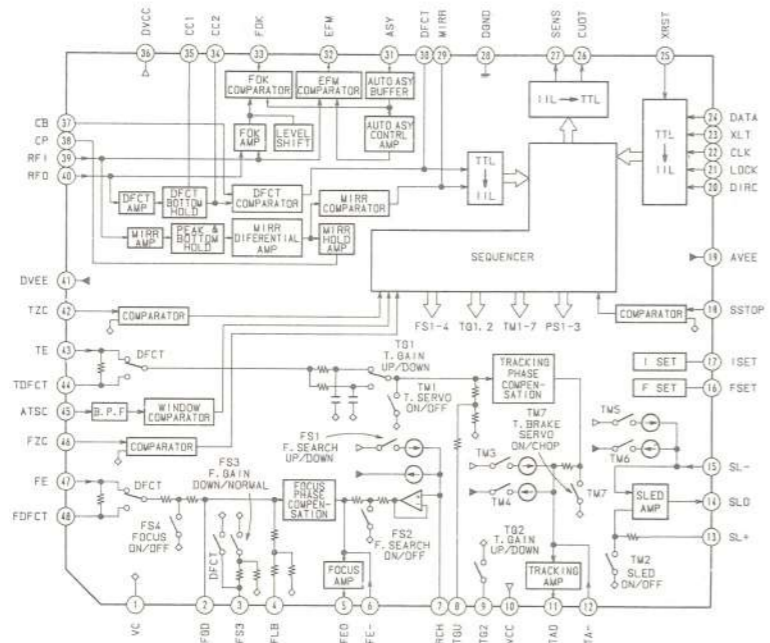 DVCC
CC1
CC2
FOK
EFM
ASY
DFCT
MIRR
DGND
SENS
COUT
XRST
36
35
34
33
32
31
30
29
28
27
26
25
FOK
COMPARATOR
EFM
COMPARATOR
AUTO ASY
BUFFER
IIL → TTL
CB
37
CP
38
RFI
39
RFO
40
FOK
AMP
LEVEL
SHIFT
AUTO ASY
CONTRL
AMP
TTL
↓
IIL
TTL
↓
IIL
24
DATA
23
XLT
22
CLK
21
LOCK
20
DIRC
DFCT
AMP
DFCT
BOTTOM
HOLD
DFCT
COMPARATOR
MIRR
COMPARATOR
MIRR
AMP
PEAK &
BOTTOM
HOLD
MIRR
DIFERENTIAL
AMP
MIRR
HOLD
AMP
SEQUENCER
19
AVEE
DVEE
41
TZC
42
COMPARATOR
FS1-4
TG1. 2
TM1-7
PS1-3
COMPARATOR
18
SSTOP
TE
43
DFCT
TDFCT
44
TG1
T. GAIN
UP/DOWN
TM1
T. SERVO
ON/OFF
TRACKING
PHASE
COMPEN-
SATION
I SET
17
ISET
F SET
16
FSET
ATSC
45
B.P.F
WINDOW
COMPARATOR
FZC
46
COMPARATOR
FS1
F. SEARCH
UP/DOWN
TM7
T. BRAKE
SERVO
ON/CHOP
TM5
TM6
TM3
TM4
TM7
15
SL-
FE
47
DFCT
FDFCT
48
FS3
F. GAIN
DOWN/NORMAL
FOCUS
PHASE
COMPEN-
SATION
SLED
AMP
14
SLO
13
SL+
FS4
FOCUS
ON/OFF
DFCT
FS2
F. SEARCH
ON/OFF
TG2
T. GAIN
UP/DOWN
TM2
SLED
ON/OFF
FOCUS
AMP
TRACKING
AMP
1
2
3
4
5
6
7
8
9
10
11
12
VC
FGD
FS3
FLB
FEO
FE-
RCH
TGU
TG2
VCC
TAO
TA-